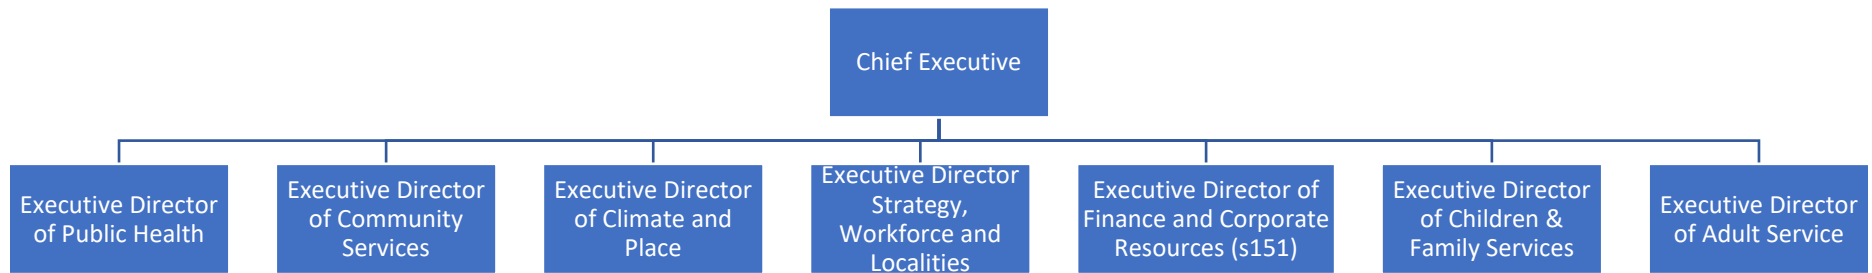 Chief Executive
Executive Director
of Public Health
Executive Director
of Community
Services
Executive Director
of Climate and
Place
Executive Director
Strategy,
Workforce and
Localities
Executive Director of
Finance and Corporate
Resources (s151)
Executive Director
of Children &
Family Services
Executive Director
of Adult Service